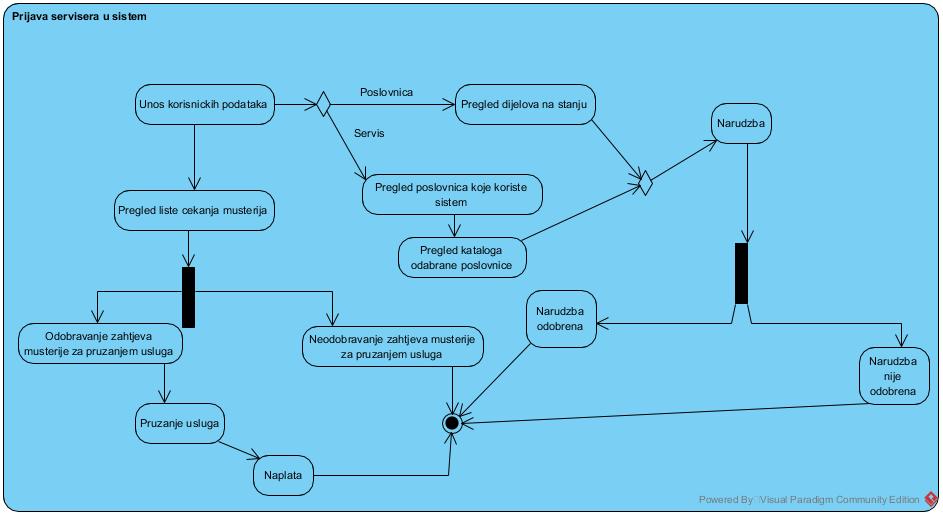 Prijava servisera u sistem
Unos korisnickih podataka
Poslovnica
Pregled dijelova na stanju
Narudzba
Servis
Pregled poslovnica koje koriste
sistem
Pregled liste cekanja musterija
Pregled kataloga
odabrane poslovnice
Odobravanje zahtjeva
musterije za pruzanjem usluga
Neodobravanje zahtjeva musterije
za pruzanjem usluga
Narudzba
odobrena
Narudzba
nije
odobrena
Pruzanje usluga
Naplata
Powered By Visual Paradigm Community Edition